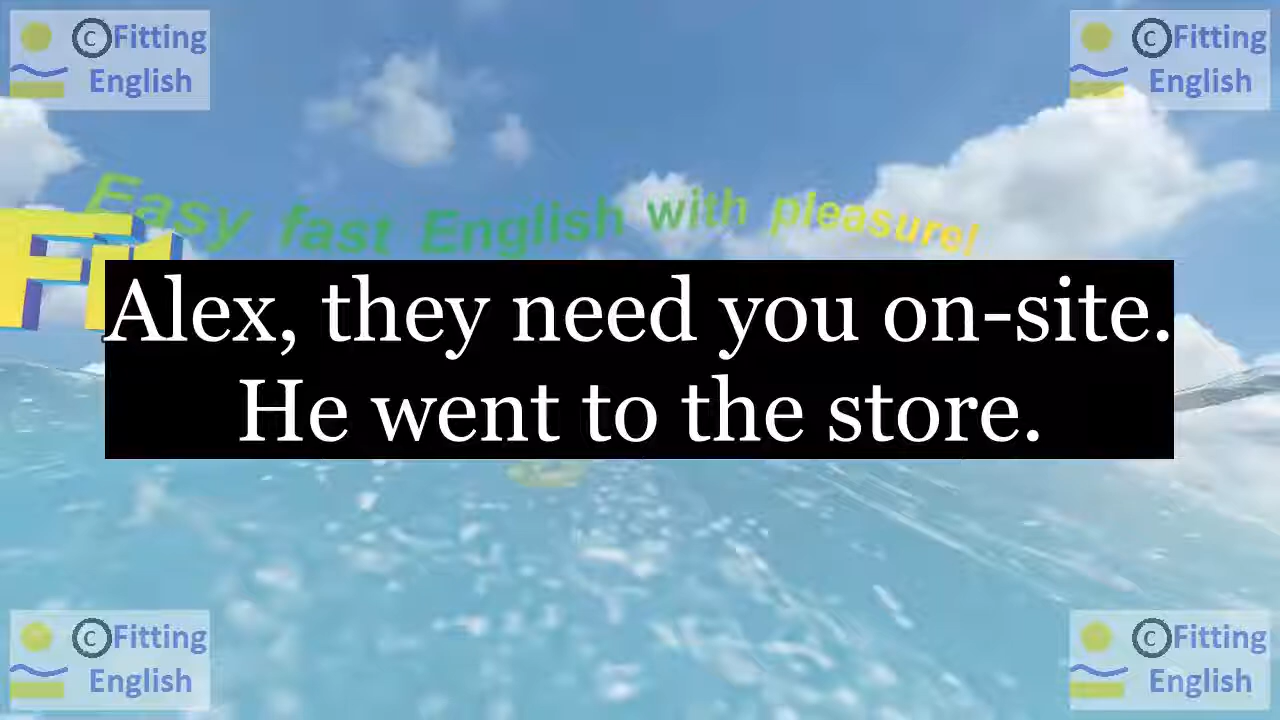 ©Fitting
English
©Fitting
English
Easy fast English with pleasure!
Fit
Alex, they need you on-site.
He went to the store.
©Fitting
English
©Fitting
English